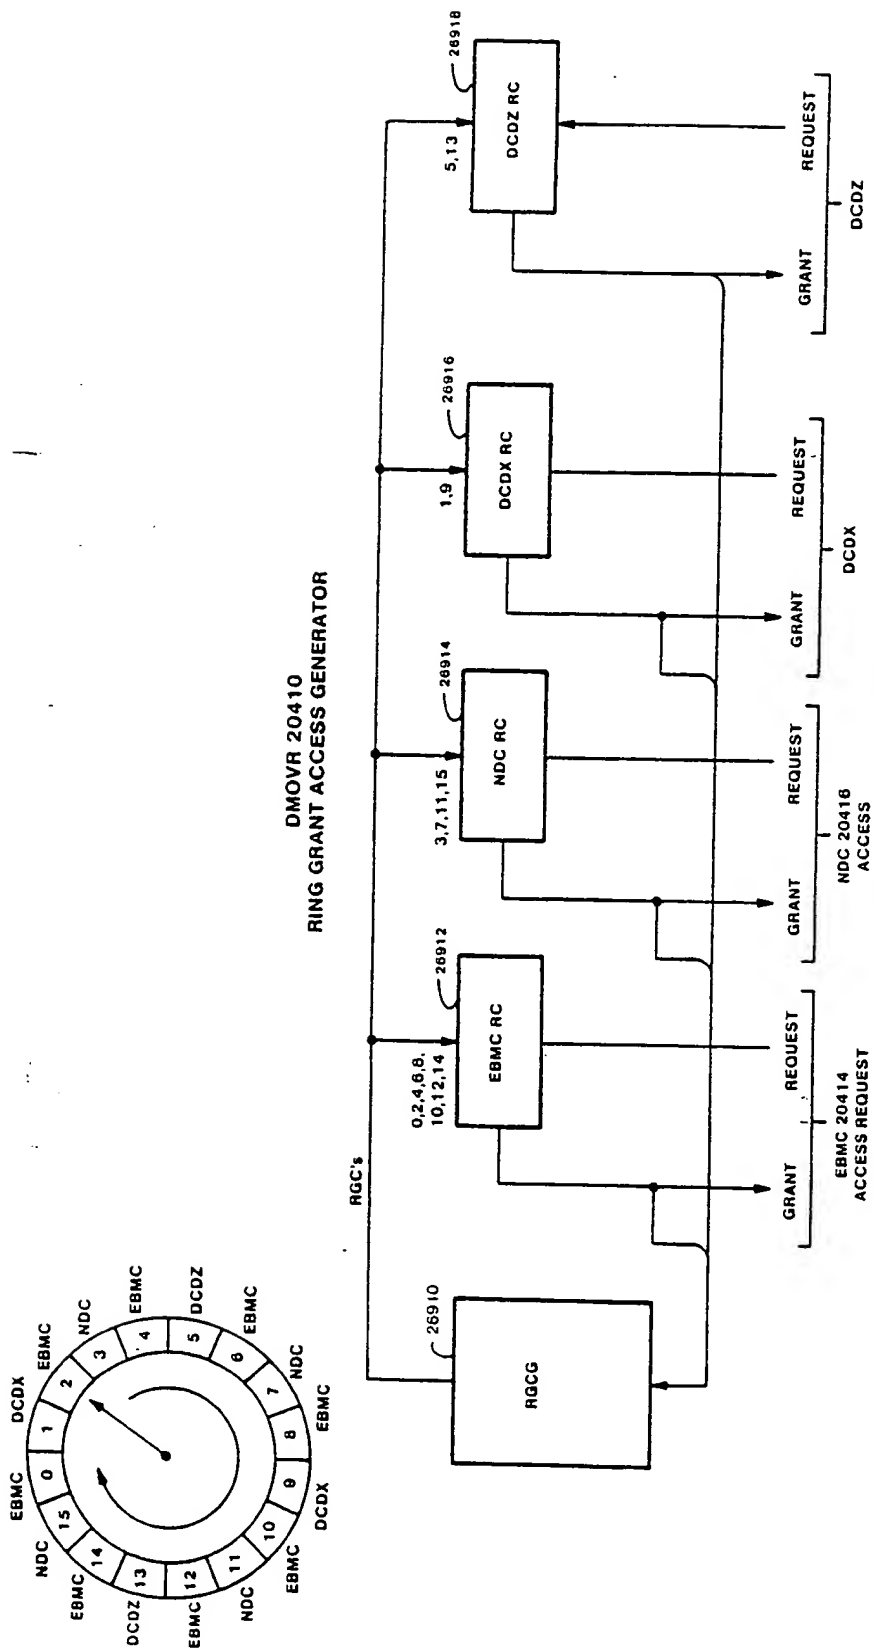 DMOVR 20410
RING GRANT ACCESS GENERATOR
EBMC
DCDX
EBMC
NDC
EBMC
DCDZ
EBMC
NDC
EBMC
DCDX
EBMC
NDC
EBMC
DCDZ
EBMC
NDC
0
1
2
3
4
5
6
7
8
9
10
11
12
13
14
15
RGC's
26910
RGCG
0,2,4,6,8,
10,12,14
26912
EBMC RC
3,7,11,15
26914
NDC RC
1,9
26916
DCDX RC
5,13
26918
DCDZ RC
GRANT
REQUEST
EBMC 20414
ACCESS REQUEST
GRANT
REQUEST
NDC 20416
ACCESS
GRANT
REQUEST
DCDX
GRANT
REQUEST
DCDZ